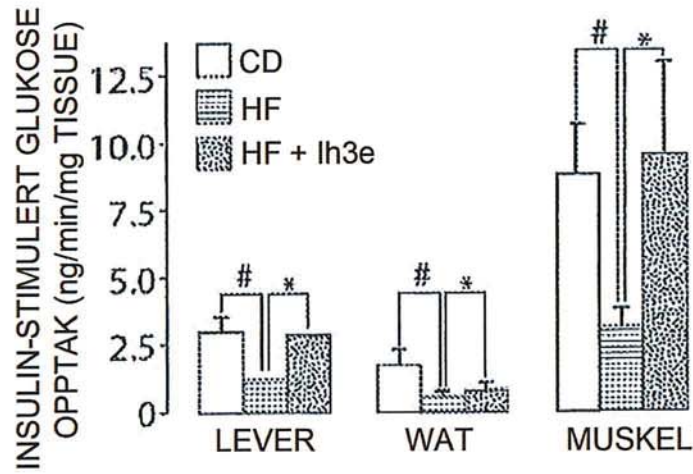 INSULIN-STIMULERT GLUKOSE
OPPTAK (ng/min/mg TISSUE)
12.5
10.0
7.5
5.0
2.5
0
CD
HF
HF + Ih3e
# *
# *
# *
LEVER
WAT
MUSKEL